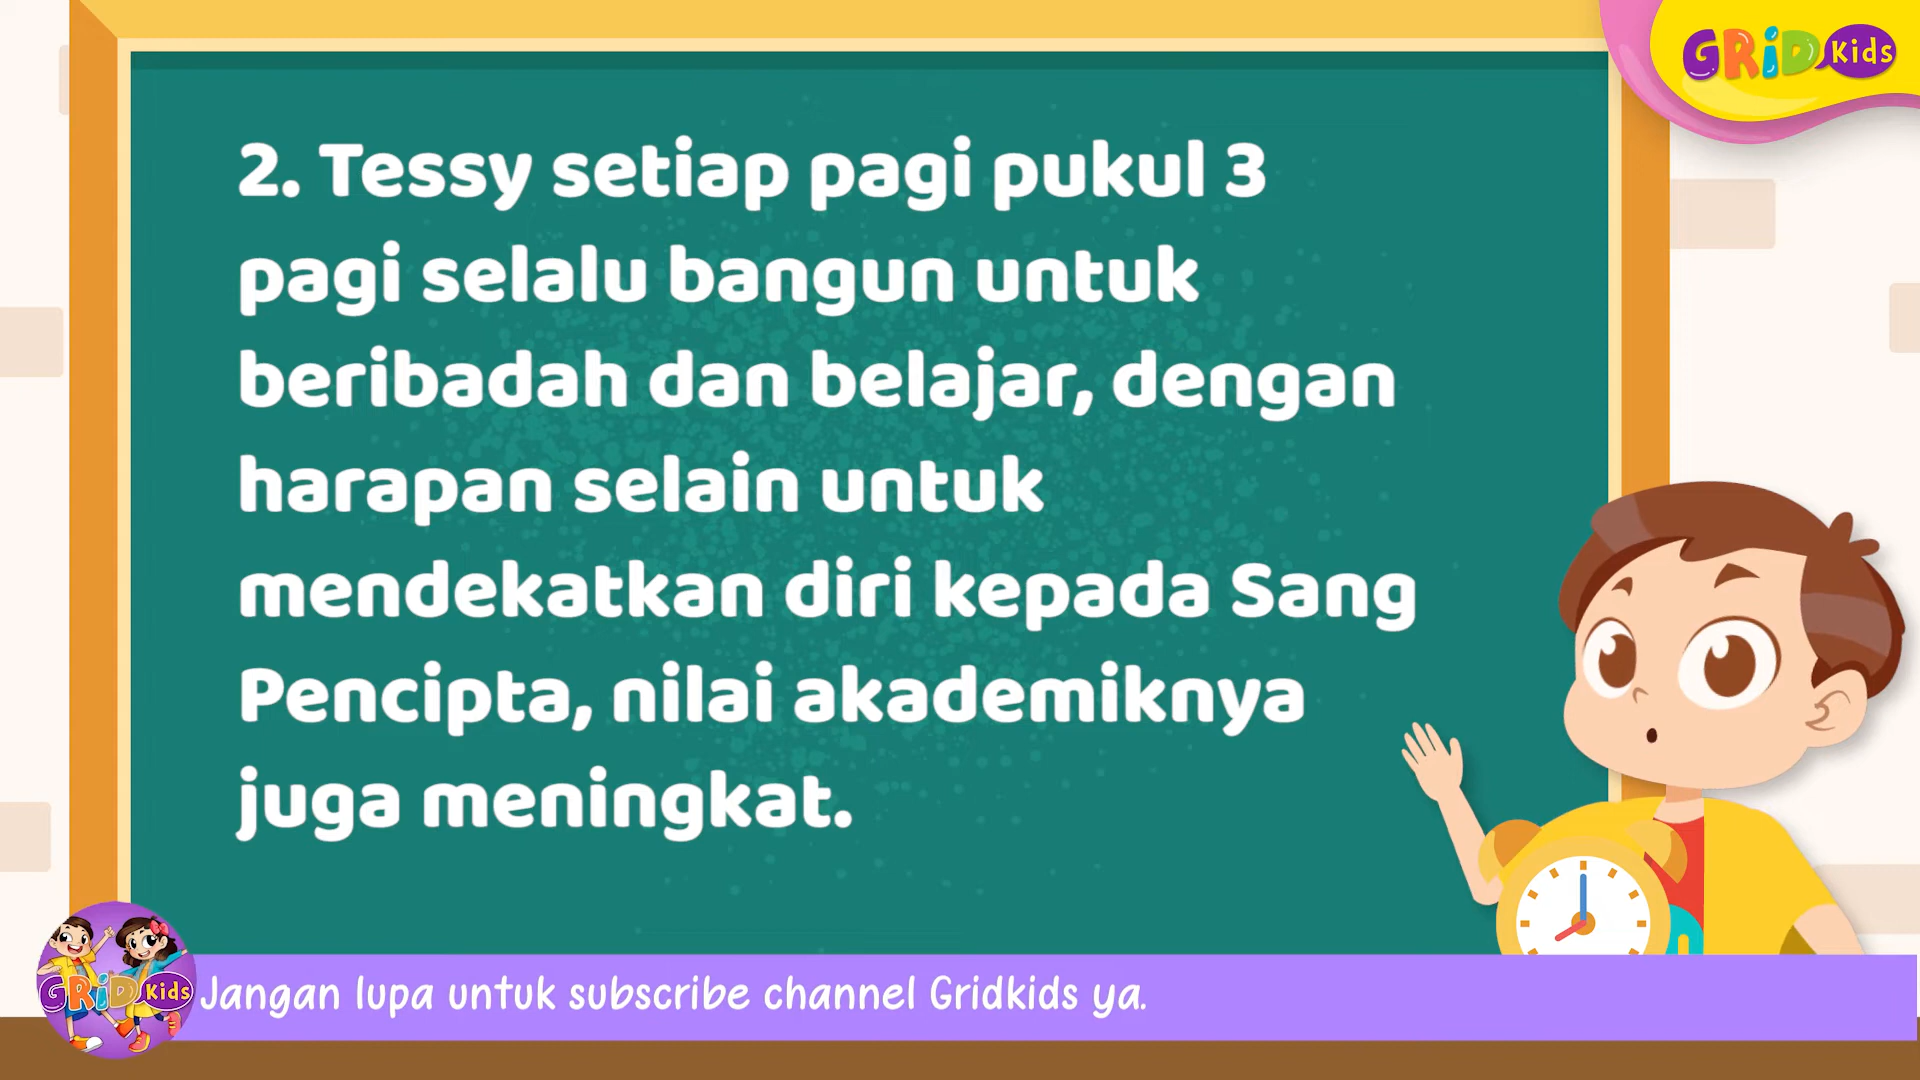 GRiD Kids
2. Tessy setiap pagi pukul 3
pagi selalu bangun untuk
beribadah dan belajar, dengan
harapan selain untuk
mendekatkan diri kepada Sang
Pencipta, nilai akademiknya
juga meningkat.
GRiD Kids
Jangan lupa untuk subscribe channel Gridkids ya.